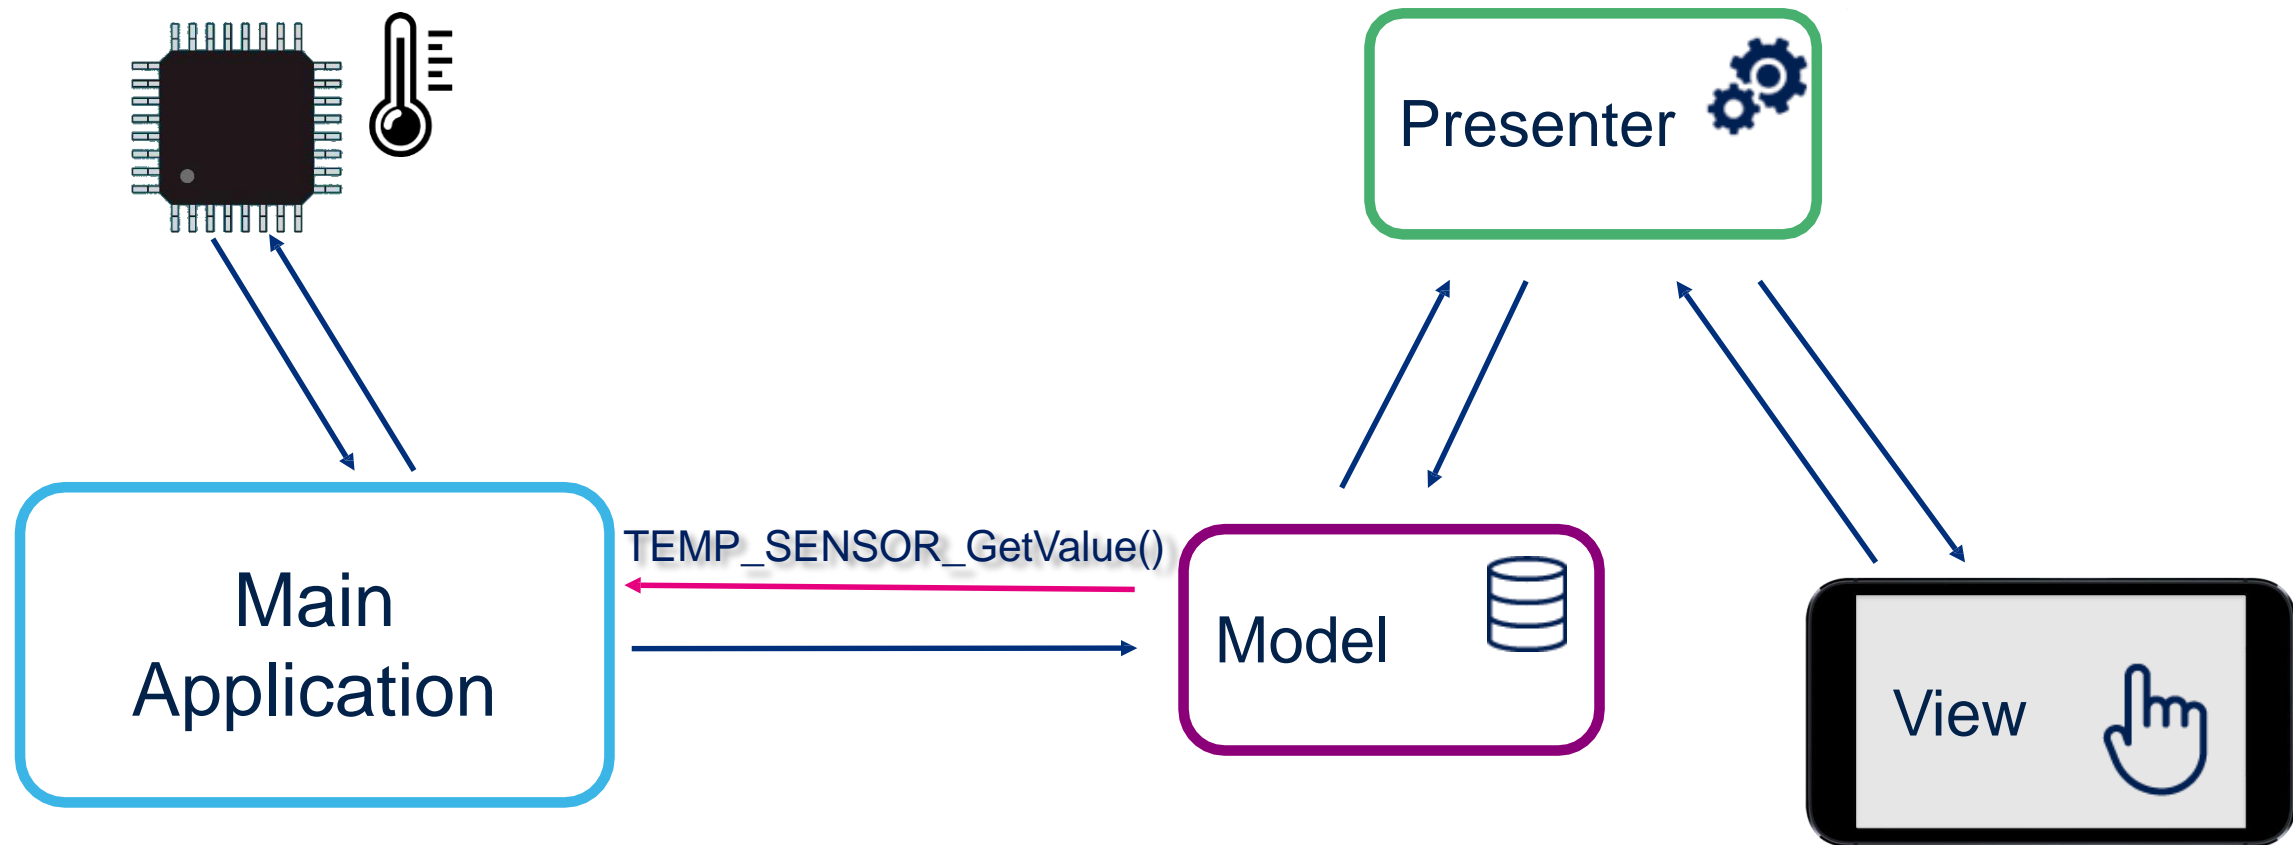 Presenter
TEMP_SENSOR_GetValue()
Main
Application
Model
View